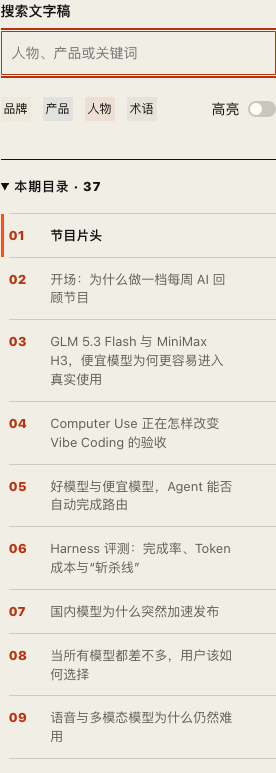 搜索文字稿
人物、产品或关键词
品牌 产品 人物 术语 高亮
▼ 本期目录 · 37
01 节目片头
02 开场：为什么做一档每周 AI 回
顾节目
03 GLM 5.3 Flash 与 MiniMax
H3，便宜模型为何更容易进入
真实使用
04 Computer Use 正在怎样改变
Vibe Coding 的验收
05 好模型与便宜模型，Agent 能否
自动完成路由
06 Harness 评测：完成率、Token
成本与“斩杀线”
07 国内模型为什么突然加速发布
08 当所有模型都差不多，用户该如
何选择
09 语音与多模态模型为什么仍然难
用